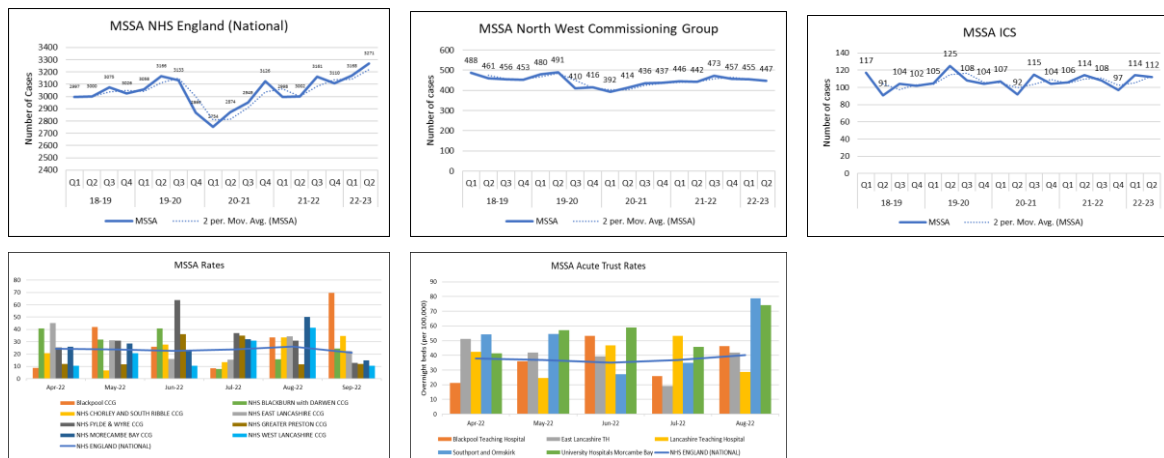 MSSA NHS England (National)
Number of Cases
3400
3300
3200
3100
3000
2900
2800
2700
2600
2500
2400
3002
3110
3271
Q1 Q2 Q3 Q4 Q1 Q2 Q3 Q4 Q1 Q2 Q3 Q4 Q1 Q2 Q3 Q4 Q1 Q2
18-19 19-20 20-21 21-22 22-23
MSSA 2 per. Mov. Avg. (MSSA)
MSSA North West Commissioning Group
Number of cases
600
500
400
300
200
100
0
488 461 456 453 480 491 410 416 392 414 436 437 446 442 473 457 455 447
Q1 Q2 Q3 Q4 Q1 Q2 Q3 Q4 Q1 Q2 Q3 Q4 Q1 Q2 Q3 Q4 Q1 Q2
18-19 19-20 20-21 21-22 22-23
MSSA 2 per. Mov. Avg. (MSSA)
MSSA ICS
Number of cases
140
120
100
80
60
40
20
0
117 91 104 102 105 125 108 104 107 92 115 104 106 114 108 97 114 112
Q1 Q2 Q3 Q4 Q1 Q2 Q3 Q4 Q1 Q2 Q3 Q4 Q1 Q2 Q3 Q4 Q1 Q2
18-19 19-20 20-21 21-22 22-23
MSSA 2 per. Mov. Avg. (MSSA)
MSSA Rates
80
70
60
50
40
30
20
10
0
Apr-22 May-22 Jun-22 Jul-22 Aug-22 Sep-22
Blackpool CCG NHS BLACKBURN with DARWEN CCG
NHS CHORLEY AND SOUTH RIBBLE CCG NHS EAST LANCASHIRE CCG
NHS FYLDE & WYRE CCG NHS GREATER PRESTON CCG
NHS MORECAMBE BAY CCG NHS WEST LANCASHIRE CCG
NHS ENGLAND (NATIONAL)
MSSA Acute Trust Rates
Overnight beds (per 100,000)
90
80
70
60
50
40
30
20
10
0
Apr-22 May-22 Jun-22 Jul-22 Aug-22
Blackpool Teaching Hospital East Lancashire TH Lancashire Teaching Hospital
Southport and Ormskirk University Hospitals Morcambe Bay NHS ENGLAND (NATIONAL)